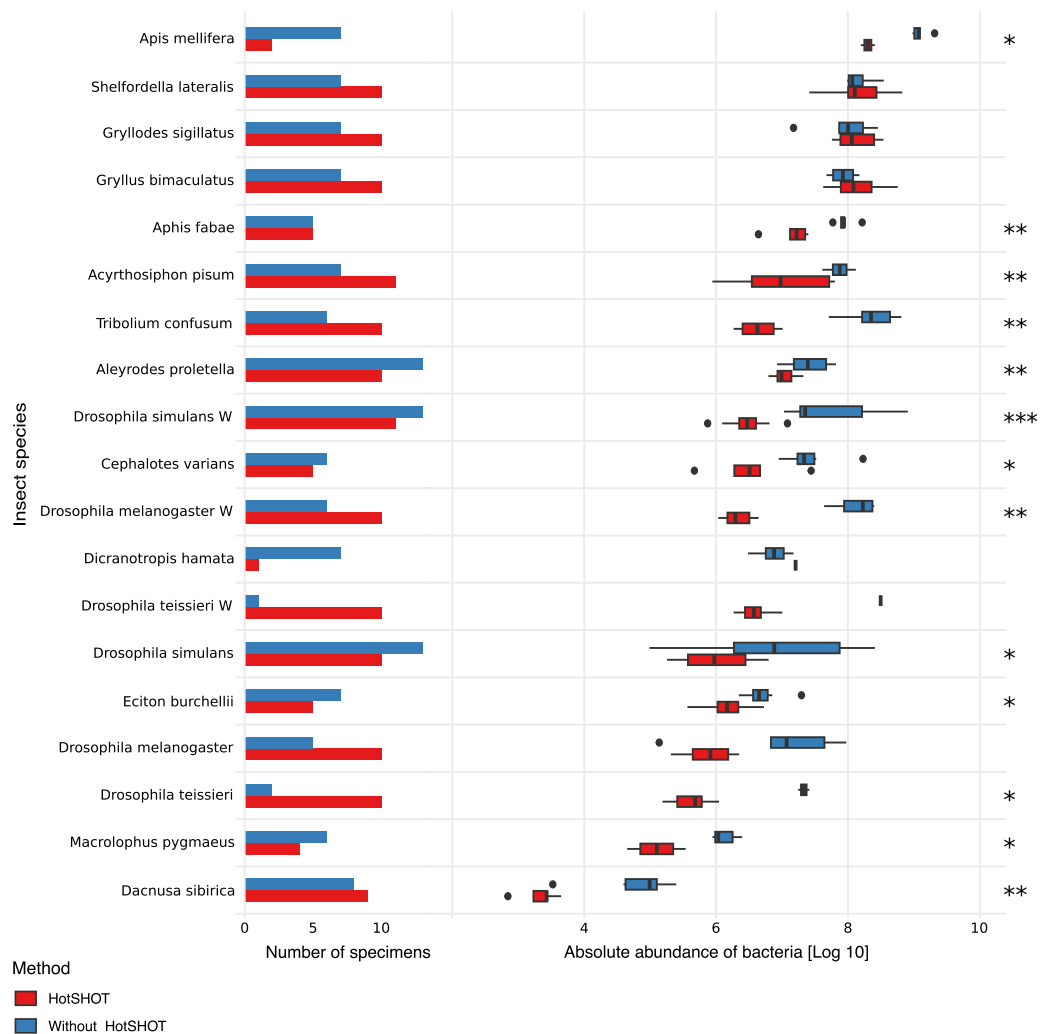 Apis mellifera *
Shelfordella lateralis
Gryllodes sigillatus
Gryllus bimaculatus
Aphis fabae **
Acyrthosiphon pisum **
Tribolium confusum **
Aleyrodes proletella **
Drosophila simulans W ***
Cephalotes varians *
Drosophila melanogaster W **
Dicranotropis hamata
Drosophila teissieri W
Drosophila simulans *
Eciton burchellii *
Drosophila melanogaster
Drosophila teissieri *
Macrolophus pygmaeus *
Dacnusa sibirica **
Insect species
0 5 10 4 6 8 10
Number of specimens Absolute abundance of bacteria [Log 10]
Method
HotSHOT
Without HotSHOT